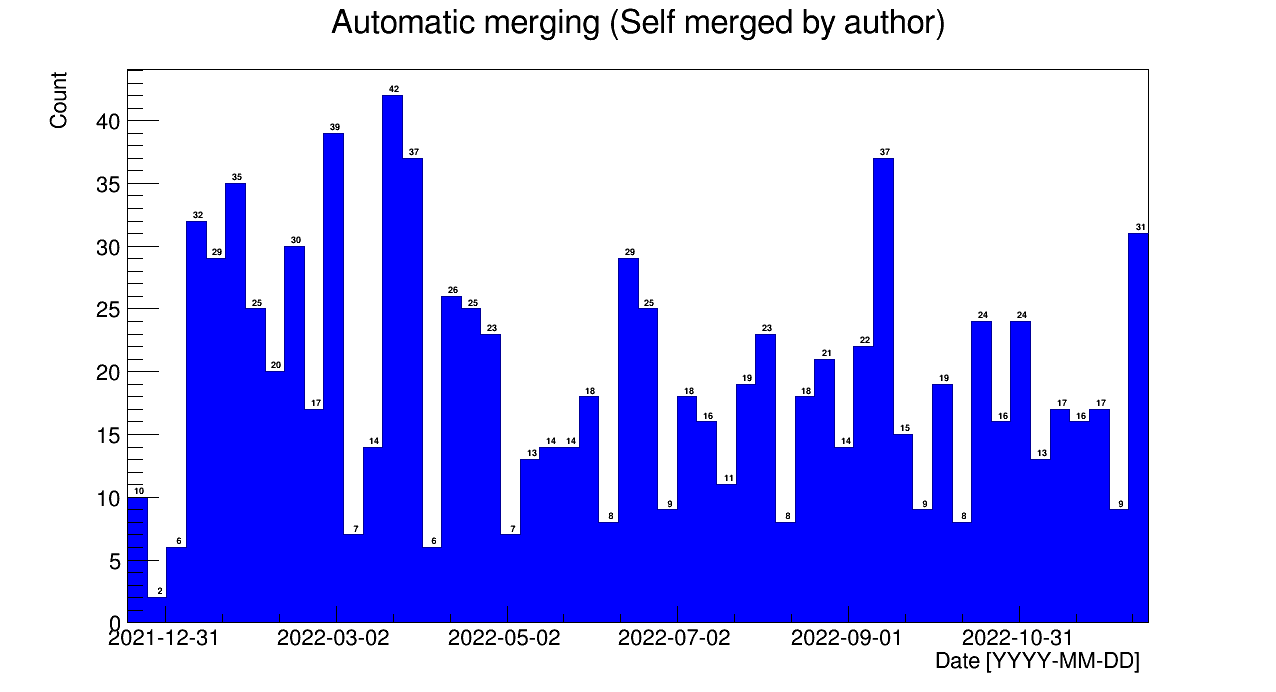 Automatic merging (Self merged by author)
Count
40
35
30
25
20
15
10
5
0
10 2 6 32 29 35 25 20 30 17 39 7 14 42 37 6 26 25 23 7 13 14 14 18 8 29 25 9 18 16 11 19 23 8 18 21 14 22 37 15 9 19 8 24 16 24 13 17 16 17 9 31
2021-12-31 2022-03-02 2022-05-02 2022-07-02 2022-09-01 2022-10-31
Date [YYYY-MM-DD]